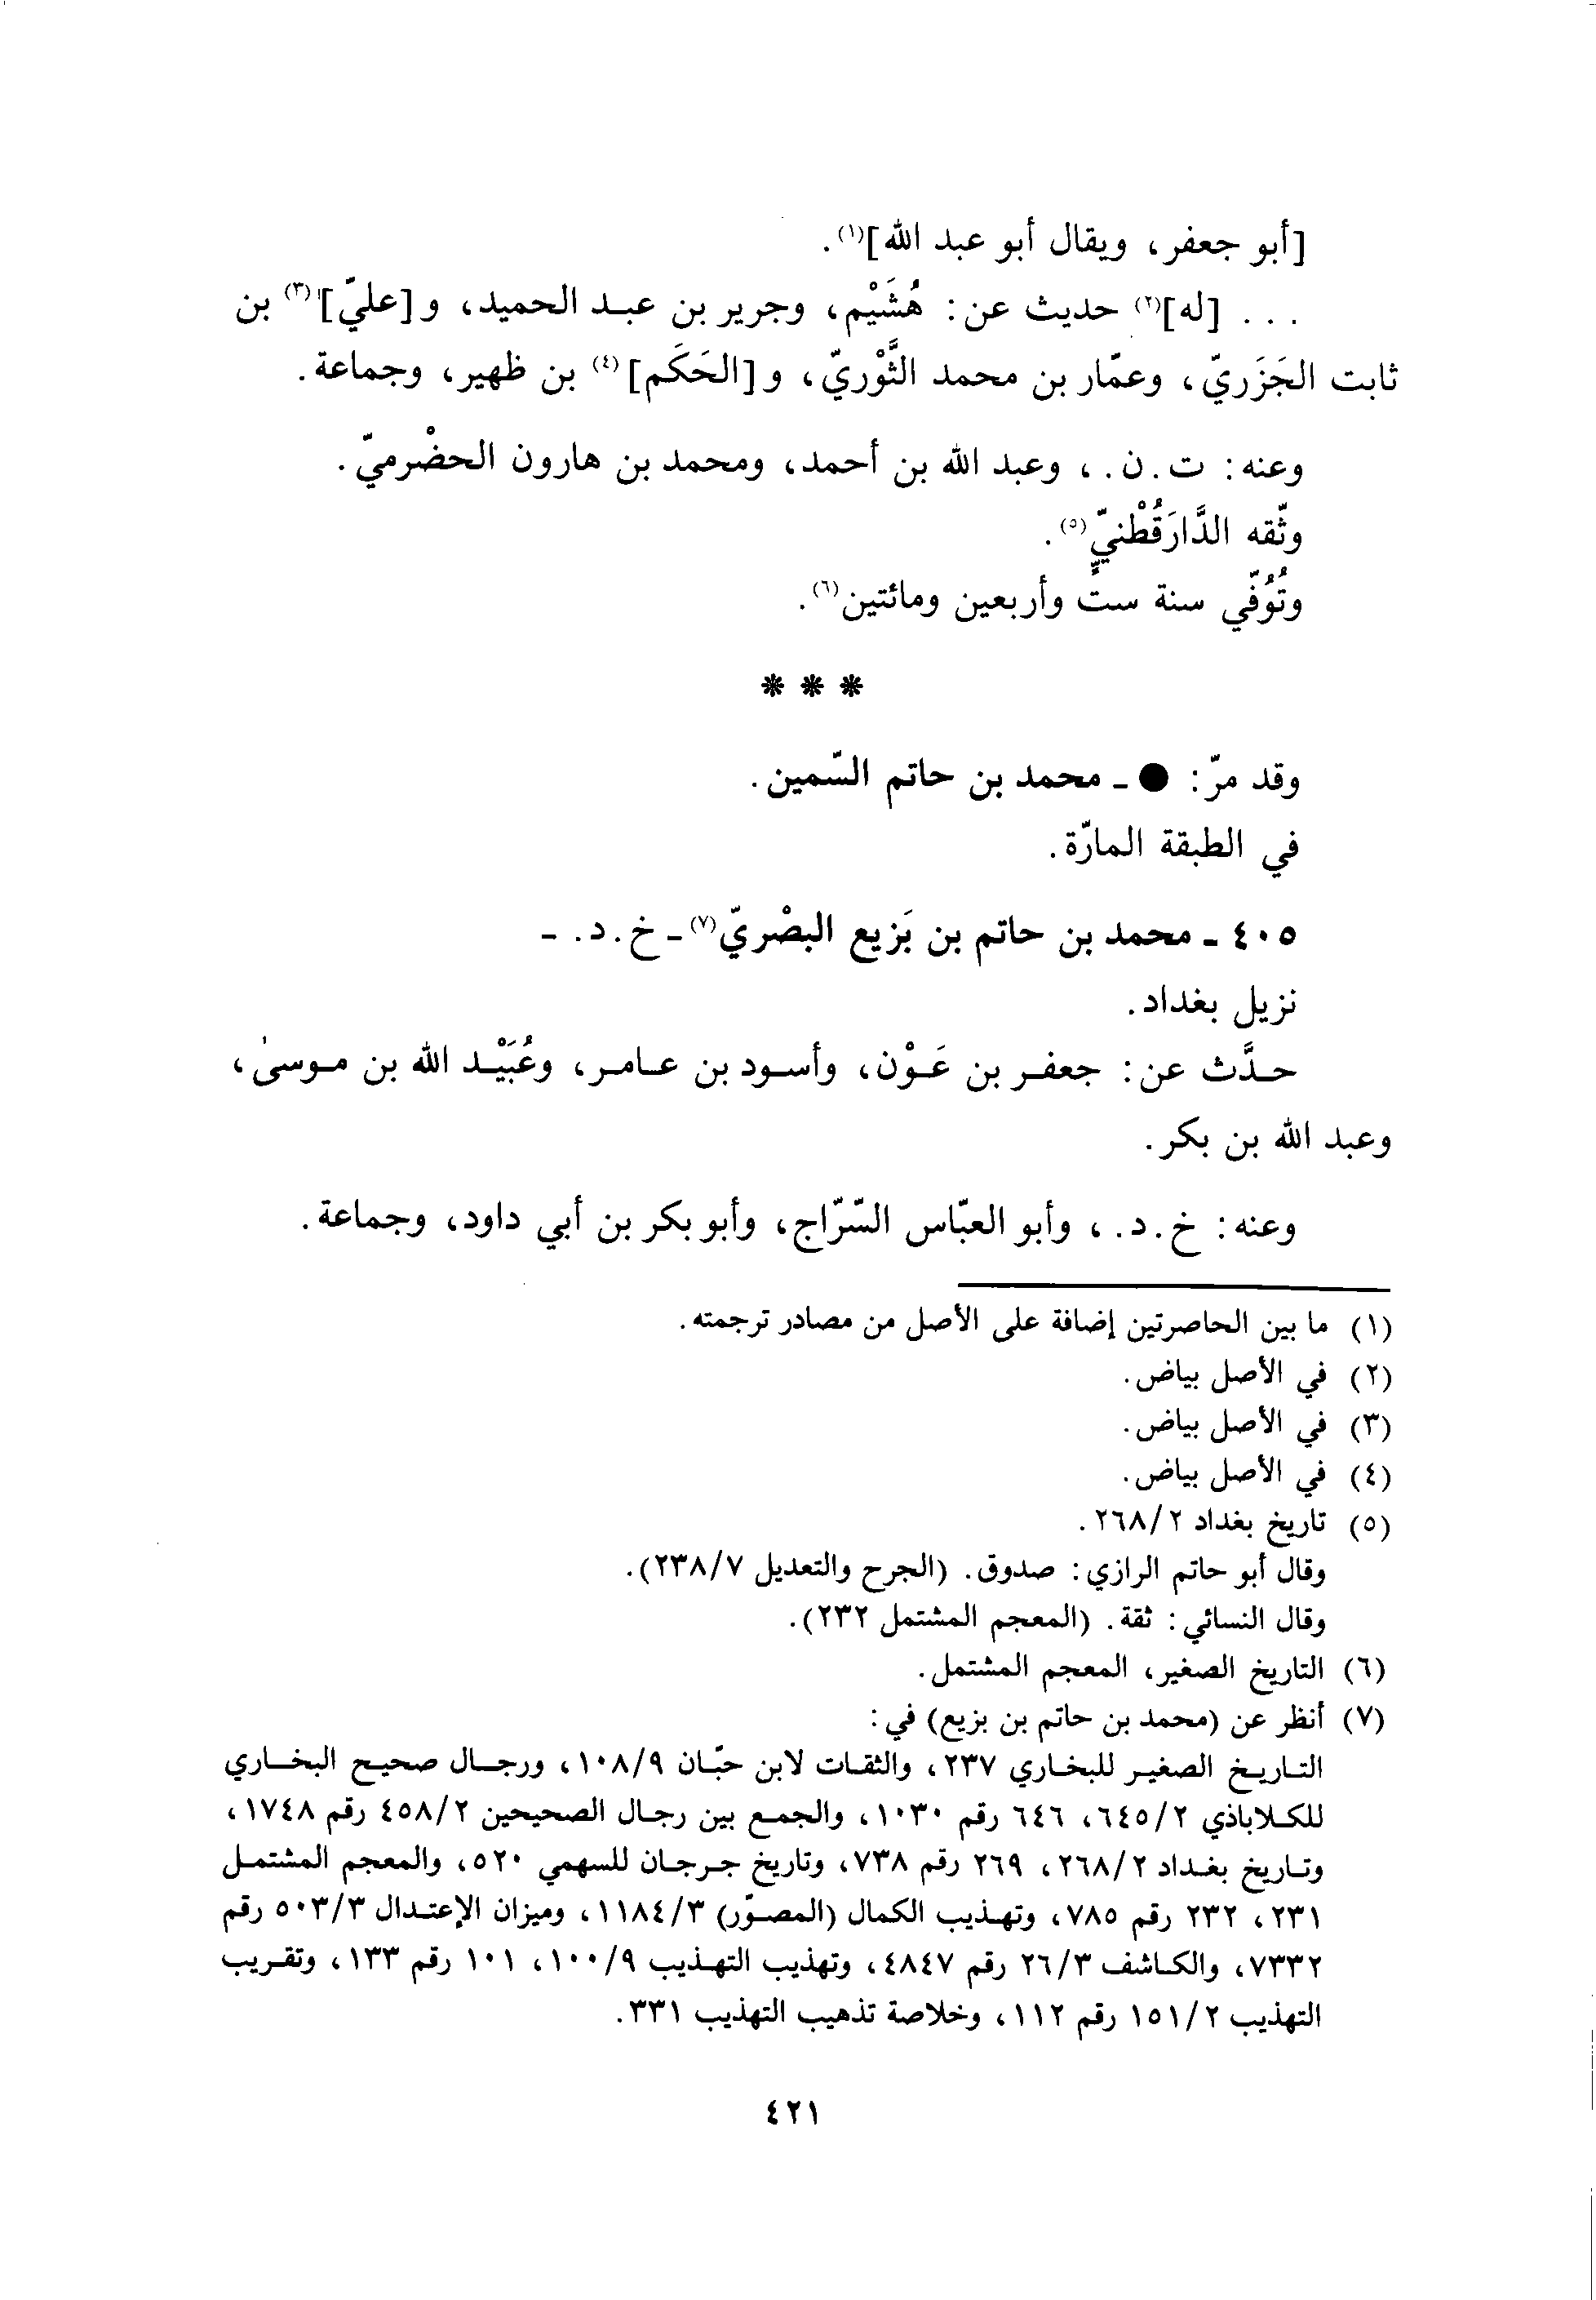 [أبو جعفر، ويقال أبو عبد الله](١).
. . . [له](٢) حديث عن: هُشَيْم، وجرير بن عبد الحميد، و[عليّ](٣) بن
ثابت الجَزَريّ، وعمّار بن محمد الثَّوْريّ، و[الحَكَم](٤) بن ظهير، وجماعة.
وعنه: ت. ن. ، وعبد الله بن أحمد، ومحمد بن هارون الحضْرميّ.
وثّقه الدَّارَقُطْنيّ(٥).
وتُوُفّي سنة ستٍّ وأربعين ومائتين(٦).
* * *
وقد مرّ: ● ـ محمد بن حاتم السّمين.
في الطبقة المارّة.
٤٠٥ ـ محمد بن حاتم بن بَزيع البصْريّ(٧) ـ خ. د. ـ
نزيل بغداد.
حدَّث عن: جعفر بن عَوْن، وأسود بن عامر، وعُبَيْد الله بن موسىٰ،
وعبد الله بن بكر.
وعنه: خ. د. ، وأبو العبّاس السّرّاج، وأبو بكر بن أبي داود، وجماعة.
(١) ما بين الحاصرتين إضافة على الأصل من مصادر ترجمته.
(٢) في الأصل بياض.
(٣) في الأصل بياض.
(٤) في الأصل بياض.
(٥) تاريخ بغداد ٢/٢٦٨.
وقال أبو حاتم الرازي: صدوق. (الجرح والتعديل ٧/٢٣٨).
وقال النسائي: ثقة. (المعجم المشتمل ٢٣٢).
(٦) التاريخ الصغير، المعجم المشتمل.
(٧) أنظر عن (محمد بن حاتم بن بزيع) في:
التاريخ الصغير للبخاري ٢٣٧، والثقات لابن حبّان ٩/١٠٨، ورجال صحيح البخاري
للكلاباذي ٢/٦٤٥، ٦٤٦ رقم ١٠٣٠، والجمع بين رجال الصحيحين ٢/٤٥٨ رقم ١٧٤٨،
وتاريخ بغداد ٢/٢٦٨، ٢٦٩ رقم ٧٣٨، وتاريخ جرجان للسهمي ٥٢٠، والمعجم المشتمل
٢٣١، ٢٣٢ رقم ٧٨٥، وتهذيب الكمال (المصوّر) ٣/١١٨٤، وميزان الإعتدال ٣/٥٠٣ رقم
٧٣٣٢، والكاشف ٣/٢٦ رقم ٤٨٤٧، وتهذيب التهذيب ٩/١٠٠، ١٠١ رقم ١٣٣، وتقريب
التهذيب ٢/١٥١ رقم ١١٢، وخلاصة تذهيب التهذيب ٣٣١.
٤٢١